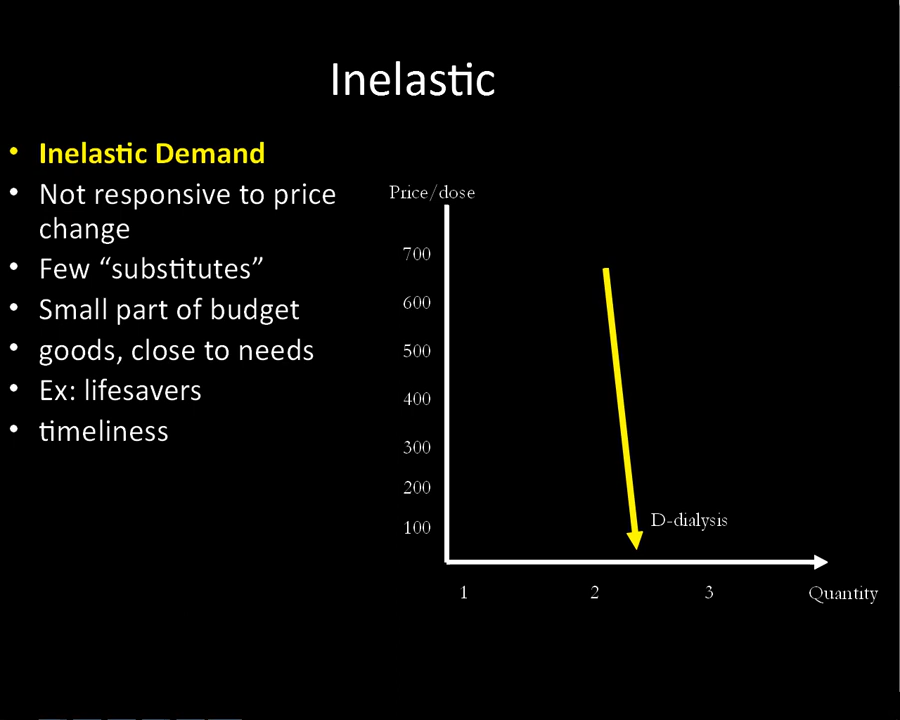 Inelastic
• Inelastic Demand
• Not responsive to price
change
• Few “substitutes”
• Small part of budget
• goods, close to needs
• Ex: lifesavers
• timeliness
Price/dose
700
600
500
400
300
200
100
D-dialysis
1 2 3 Quantity